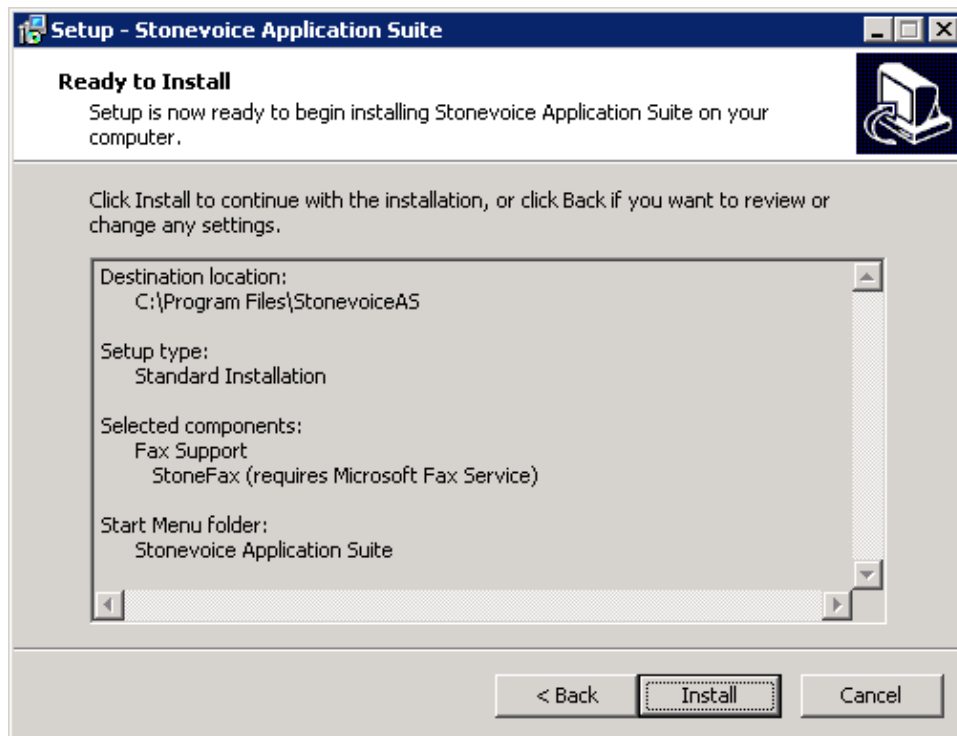 Setup - Stonevoice Application Suite
Ready to Install
Setup is now ready to begin installing Stonevoice Application Suite on your
computer.
Click Install to continue with the installation, or click Back if you want to review or
change any settings.
Destination location:
C:\Program Files\StonevoiceAS
Setup type:
Standard Installation
Selected components:
Fax Support
StoneFax (requires Microsoft Fax Service)
Start Menu folder:
Stonevoice Application Suite
< Back
Install
Cancel